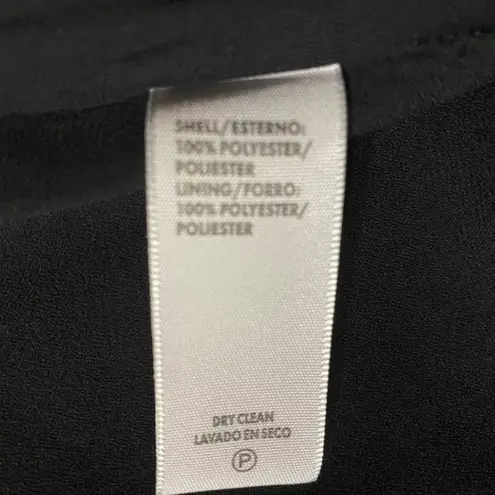 SHELL/ESTERNO:
100% POLYESTER/
POLIESTER
LINING/FORRO:
100% POLYESTER/
POLIESTER
DRY CLEAN
LAVADO EN SECO
P